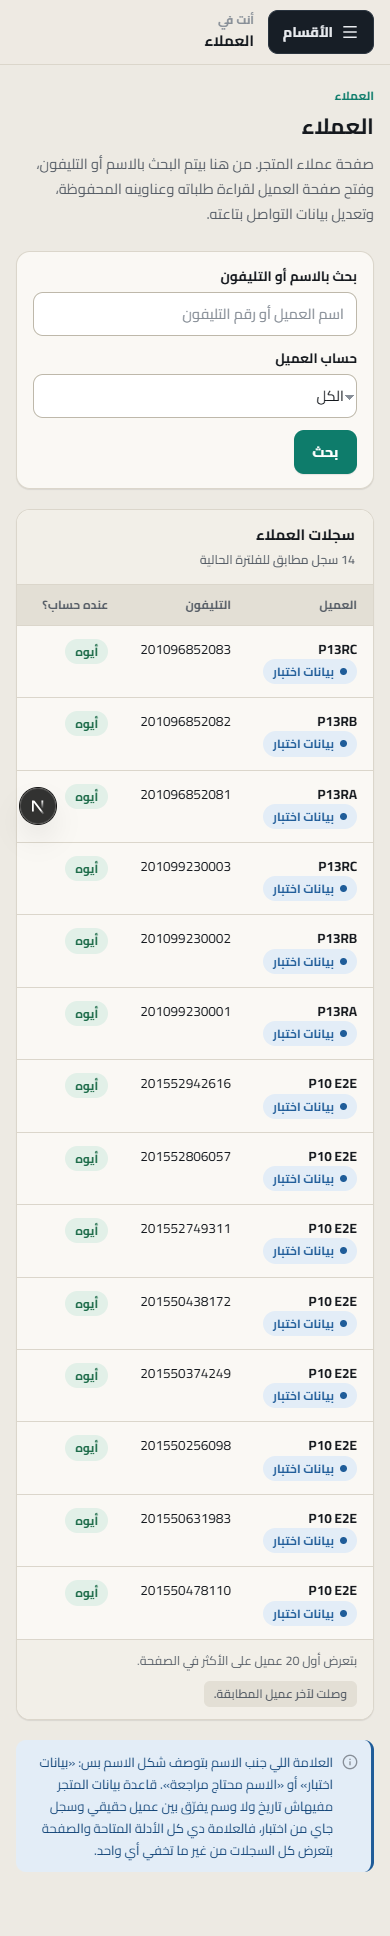 الأقسام
أنت في
العملاء
العملاء
العملاء
صفحة عملاء المتجر. من هنا بيتم البحث بالاسم أو التليفون،
وفتح صفحة العميل لقراءة طلباته وعناوينه المحفوظة،
وتعديل بيانات التواصل بتاعته.
بحث بالاسم أو التليفون
اسم العميل أو رقم التليفون
حساب العميل
الكل
بحث
سجلات العملاء
14 سجل مطابق للفلترة الحالية
العميل التليفون عنده حساب؟
P13RC 201096852083 أيوه
بيانات اختبار
P13RB 201096852082 أيوه
بيانات اختبار
P13RA 201096852081 أيوه
بيانات اختبار
N
P13RC 201099230003 أيوه
بيانات اختبار
P13RB 201099230002 أيوه
بيانات اختبار
P13RA 201099230001 أيوه
بيانات اختبار
P10 E2E 201552942616 أيوه
بيانات اختبار
P10 E2E 201552806057 أيوه
بيانات اختبار
P10 E2E 201552749311 أيوه
بيانات اختبار
P10 E2E 201550438172 أيوه
بيانات اختبار
P10 E2E 201550374249 أيوه
بيانات اختبار
P10 E2E 201550256098 أيوه
بيانات اختبار
P10 E2E 201550631983 أيوه
بيانات اختبار
P10 E2E 201550478110 أيوه
بيانات اختبار
بتعرض أول 20 عميل على الأكثر في الصفحة.
وصلت لآخر عميل المطابقة.
العلامة اللي جنب الاسم بتوصف شكل الاسم بس: «بيانات
اختبار» أو «الاسم محتاج مراجعة». قاعدة بيانات المتجر
مفيهاش تاريخ ولا وسم يفرّق بين عميل حقيقي وسجل
جاي من اختبار، فالعلامة دي كل الأدلة المتاحة والصفحة
بتعرض كل السجلات من غير ما تخفي أي واحد.